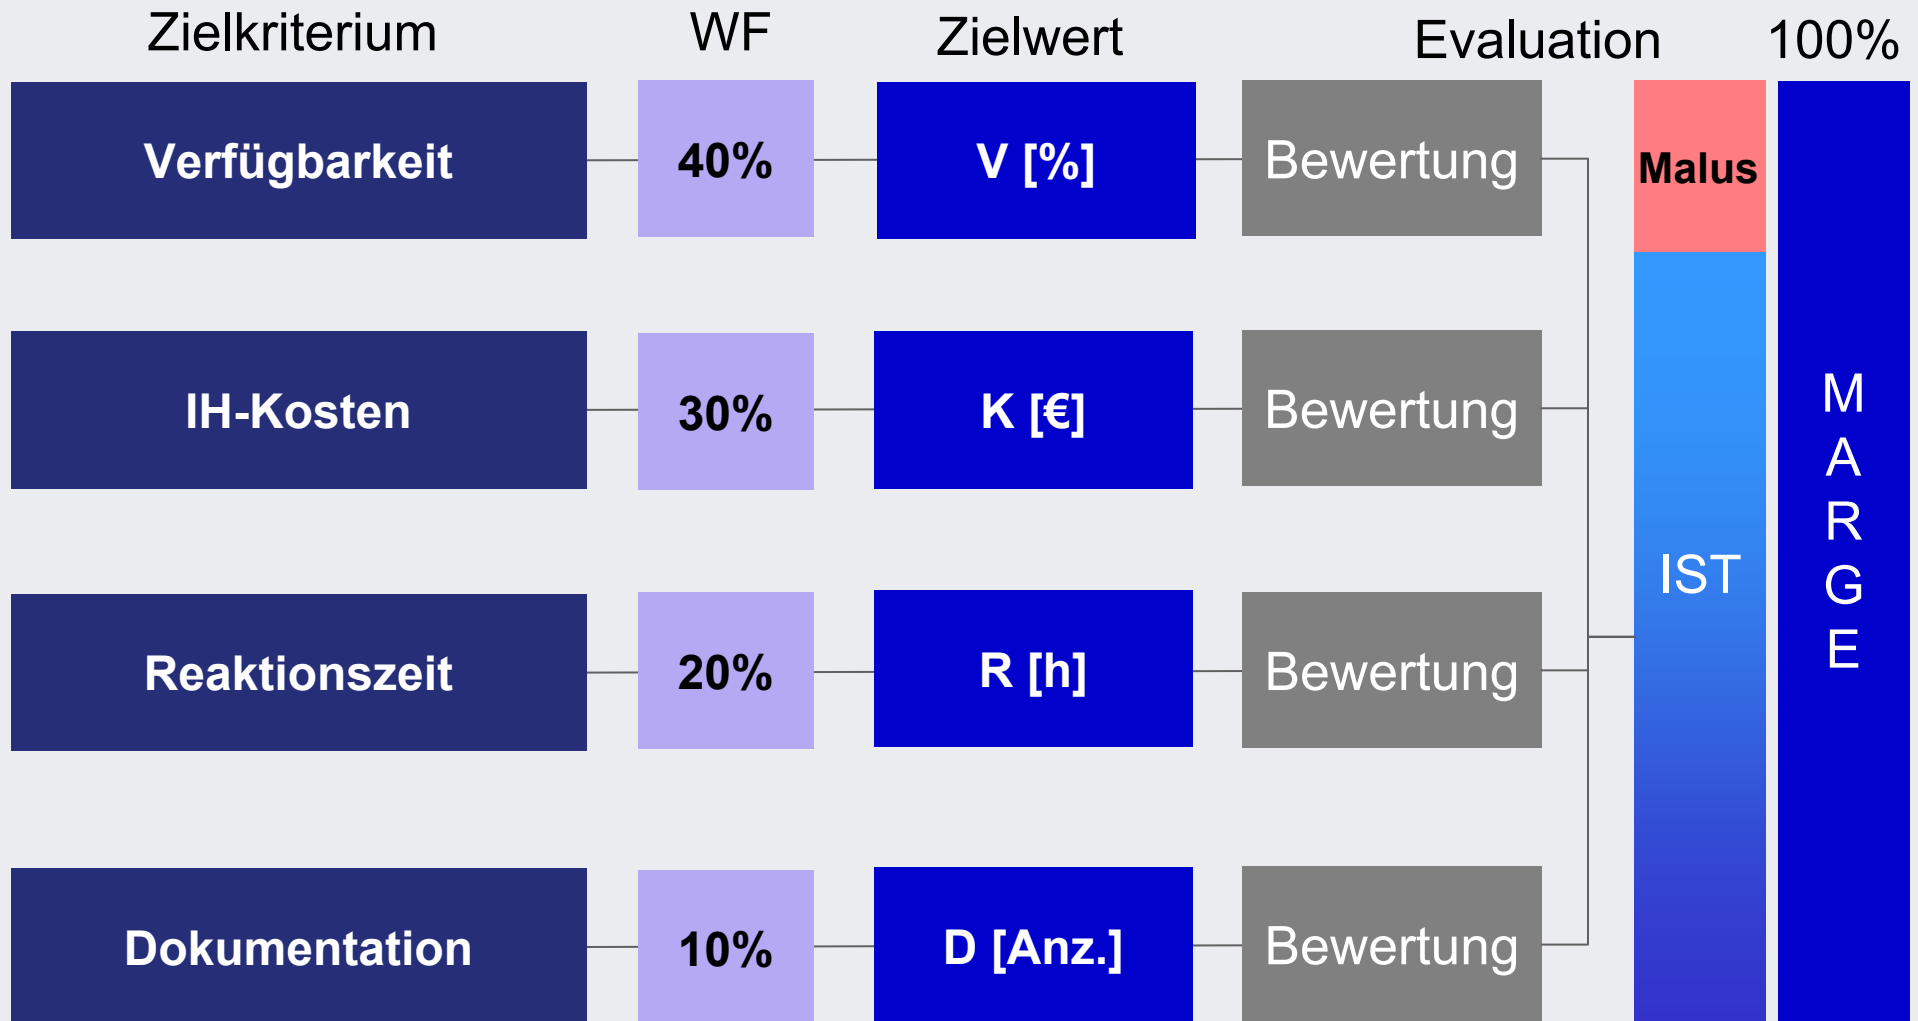 Zielkriterium WF Zielwert Evaluation 100%
Verfügbarkeit 40% V [%] Bewertung Malus
IH-Kosten 30% K [€] Bewertung
IST
MARGE
Reaktionszeit 20% R [h] Bewertung
Dokumentation 10% D [Anz.] Bewertung